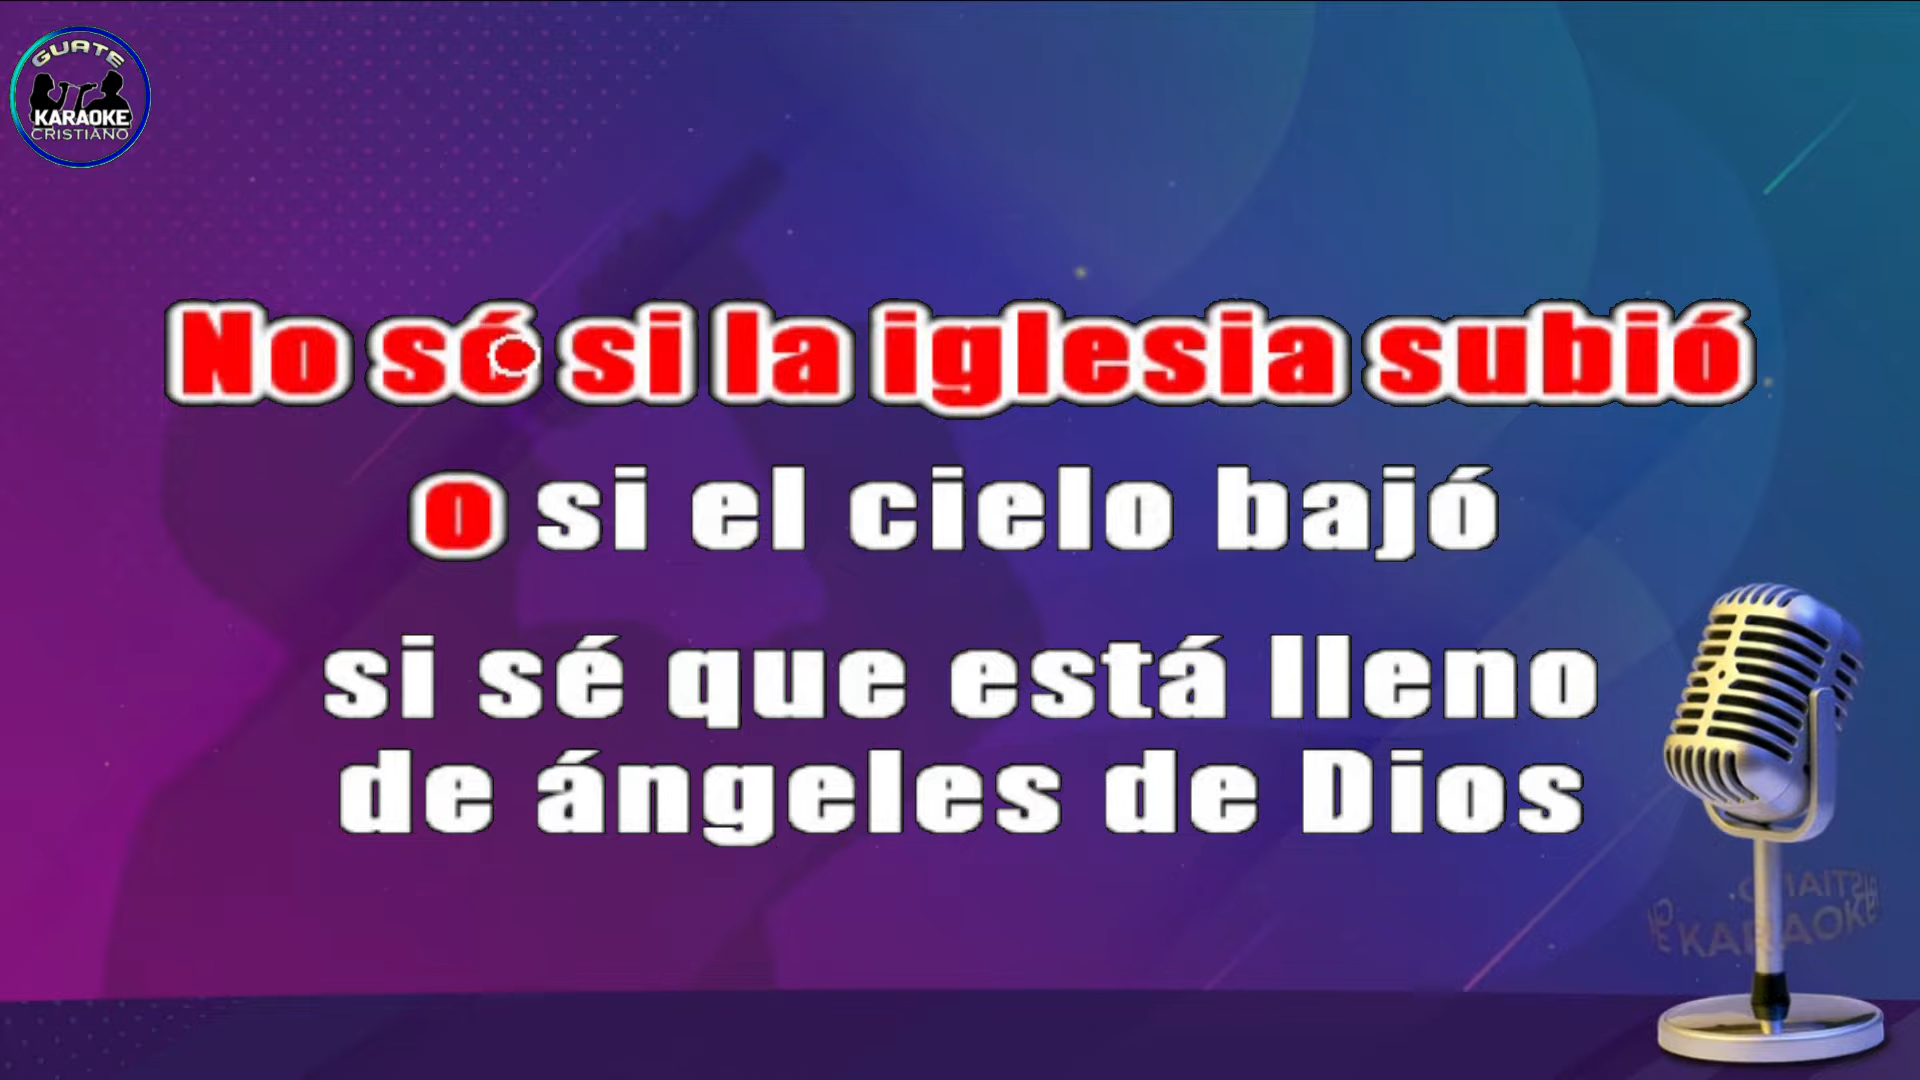 GUATE
KARAOKE
CRISTIANO
No sé si la iglesia subió
o si el cielo bajó
si sé que está lleno
de ángeles de Dios
KARAOKE